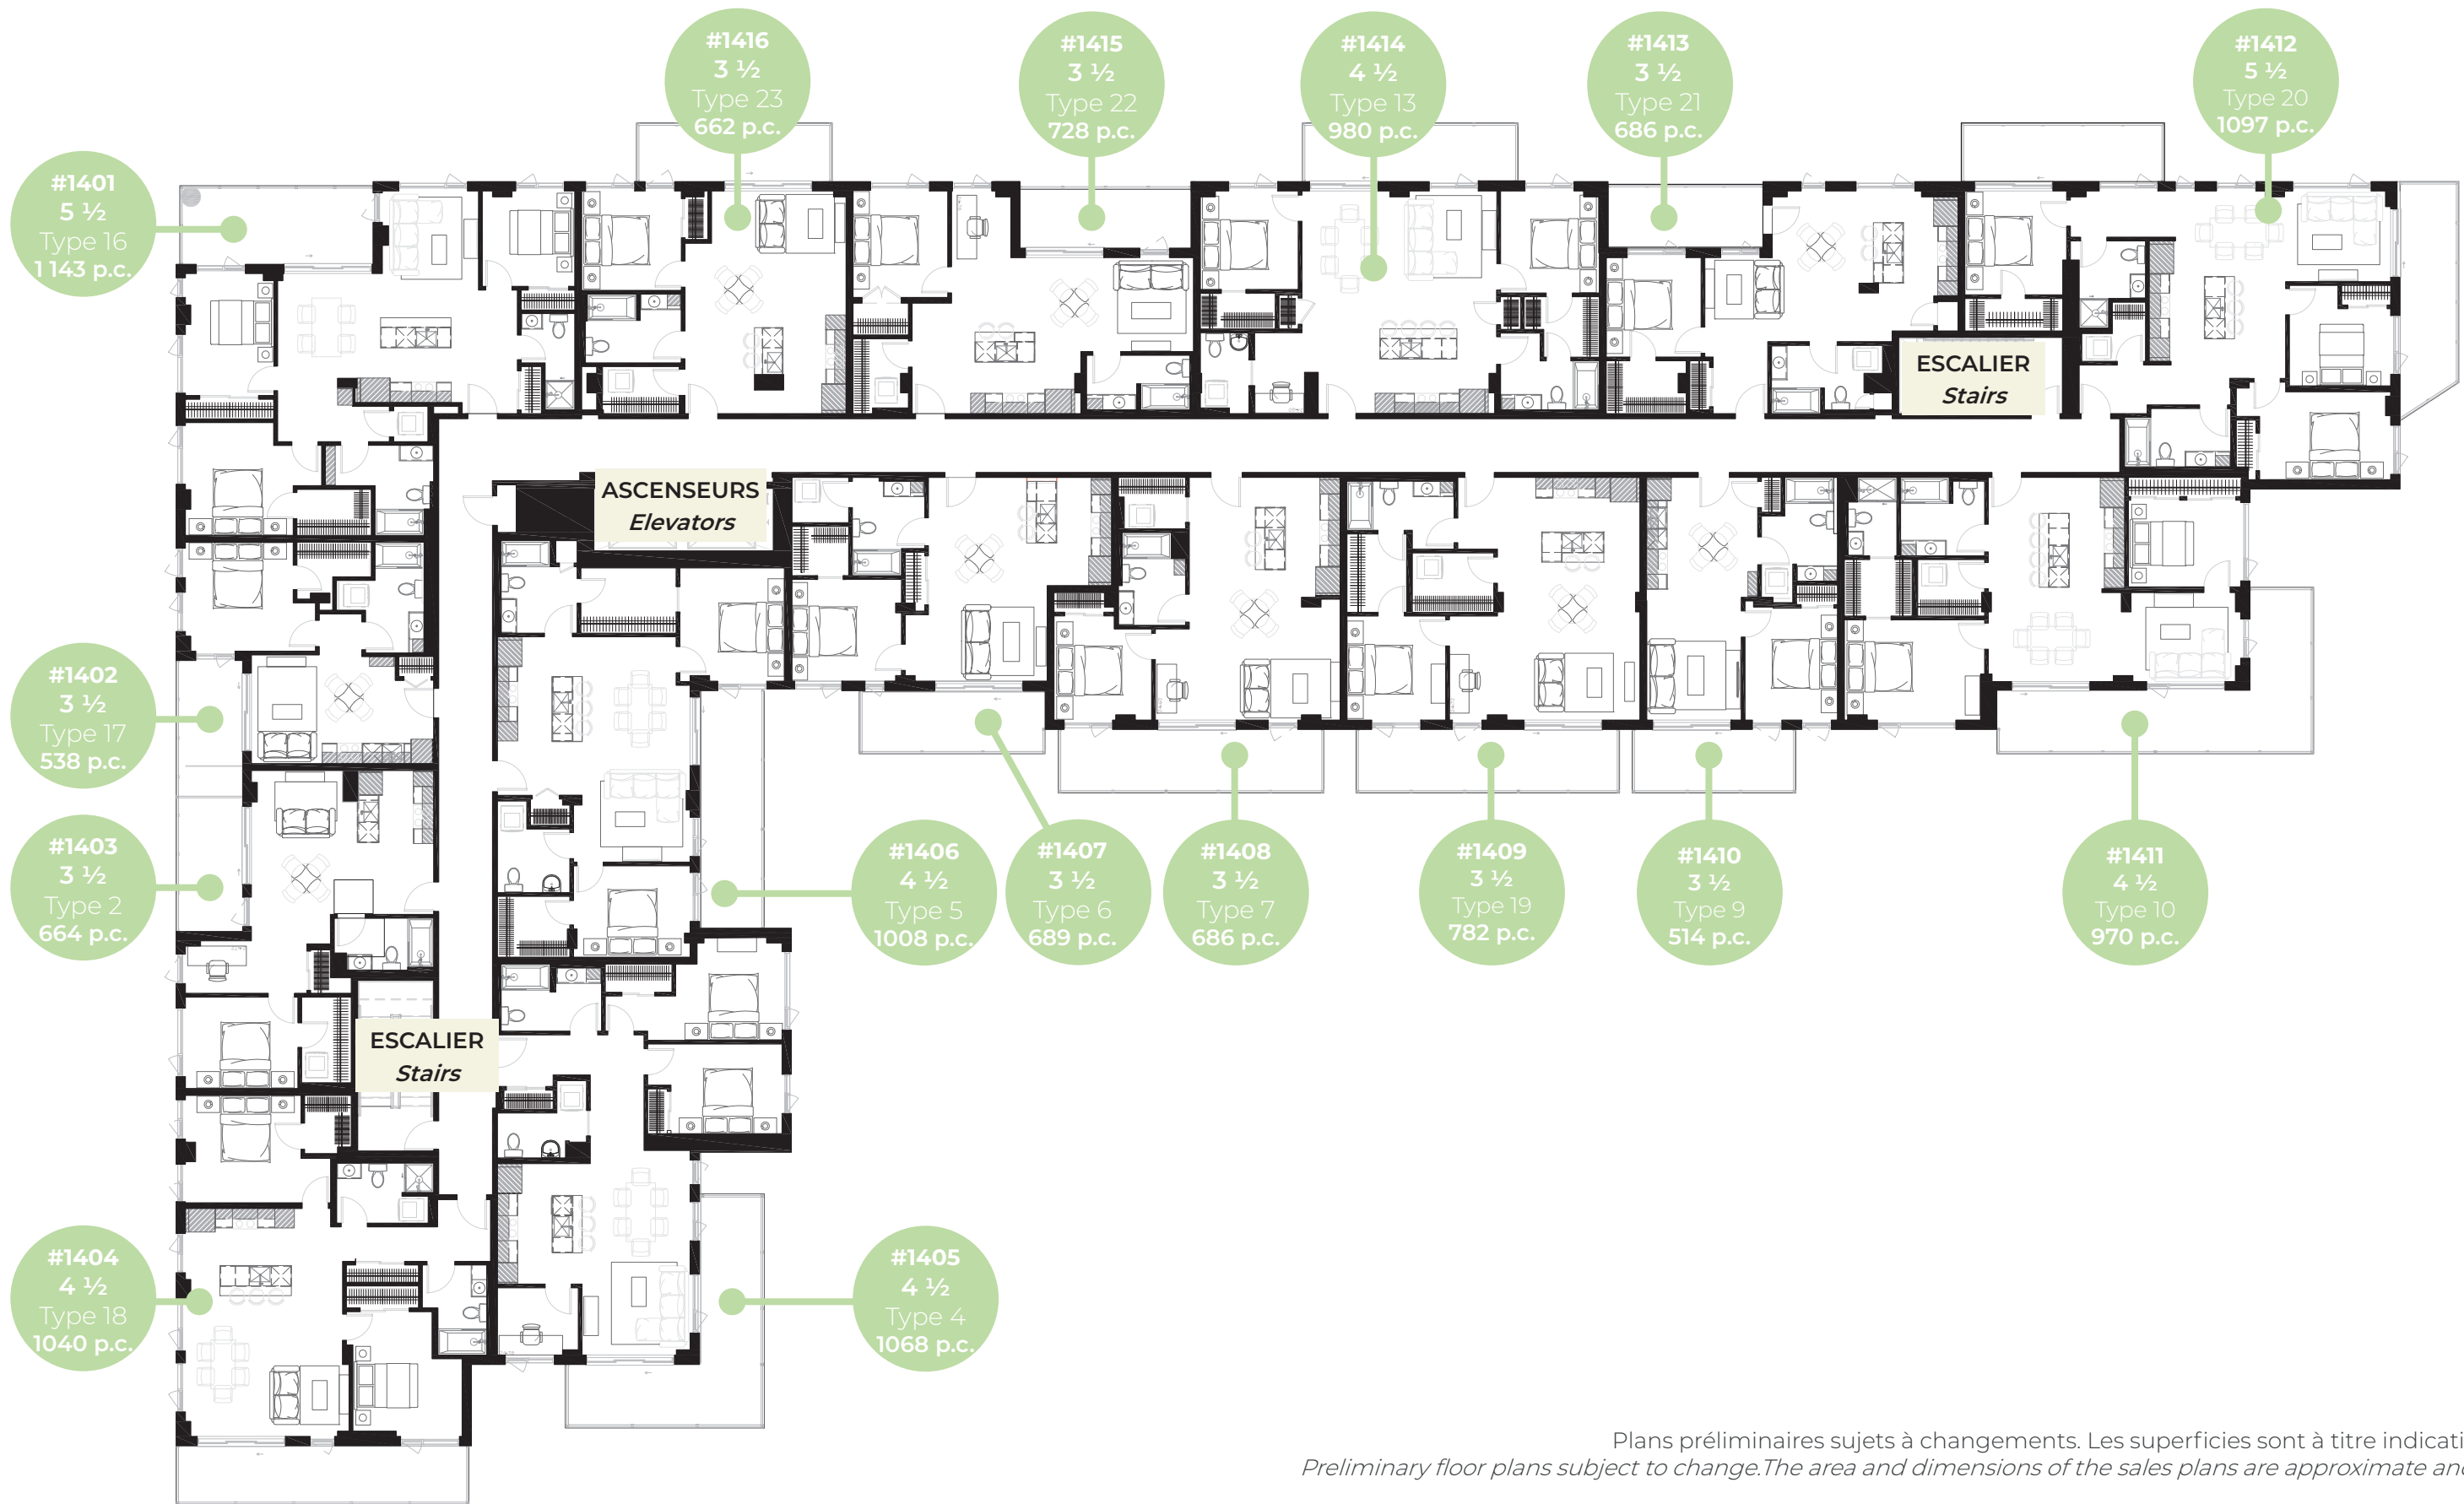 #1416
3 ½
Type 23
662 p.c.
#1415
3 ½
Type 22
728 p.c.
#1414
4 ½
Type 13
980 p.c.
#1413
3 ½
Type 21
686 p.c.
#1412
5 ½
Type 20
1097 p.c.
#1401
5 ½
Type 16
1 143 p.c.
ESCALIER
Stairs
ASCENSEURS
Elevators
#1402
3 ½
Type 17
538 p.c.
#1403
3 ½
Type 2
664 p.c.
#1406
4 ½
Type 5
1008 p.c.
#1407
3 ½
Type 6
689 p.c.
#1408
3 ½
Type 7
686 p.c.
#1409
3 ½
Type 19
782 p.c.
#1410
3 ½
Type 9
514 p.c.
#1411
4 ½
Type 10
970 p.c.
ESCALIER
Stairs
#1404
4 ½
Type 18
1040 p.c.
#1405
4 ½
Type 4
1068 p.c.
Plans préliminaires sujets à changements. Les superficies sont à titre indicati
Preliminary floor plans subject to change.The area and dimensions of the sales plans are approximate and